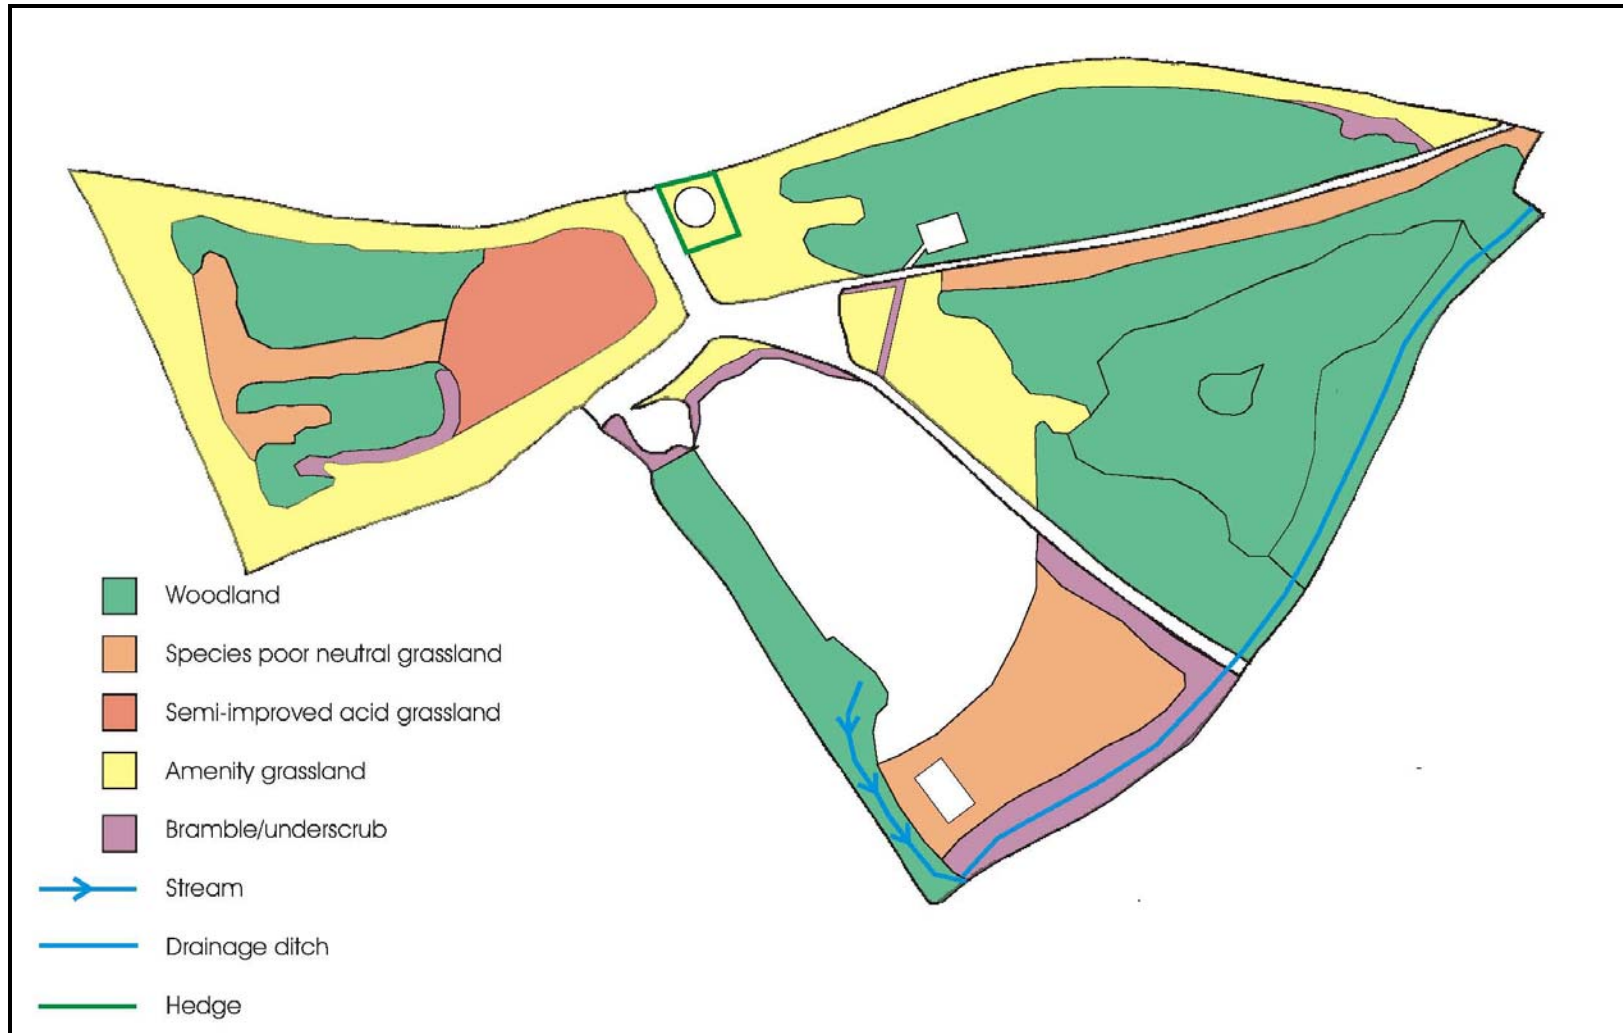 Woodland
Species poor neutral grassland
Semi-improved acid grassland
Amenity grassland
Bramble/underscrub
Stream
Drainage ditch
Hedge